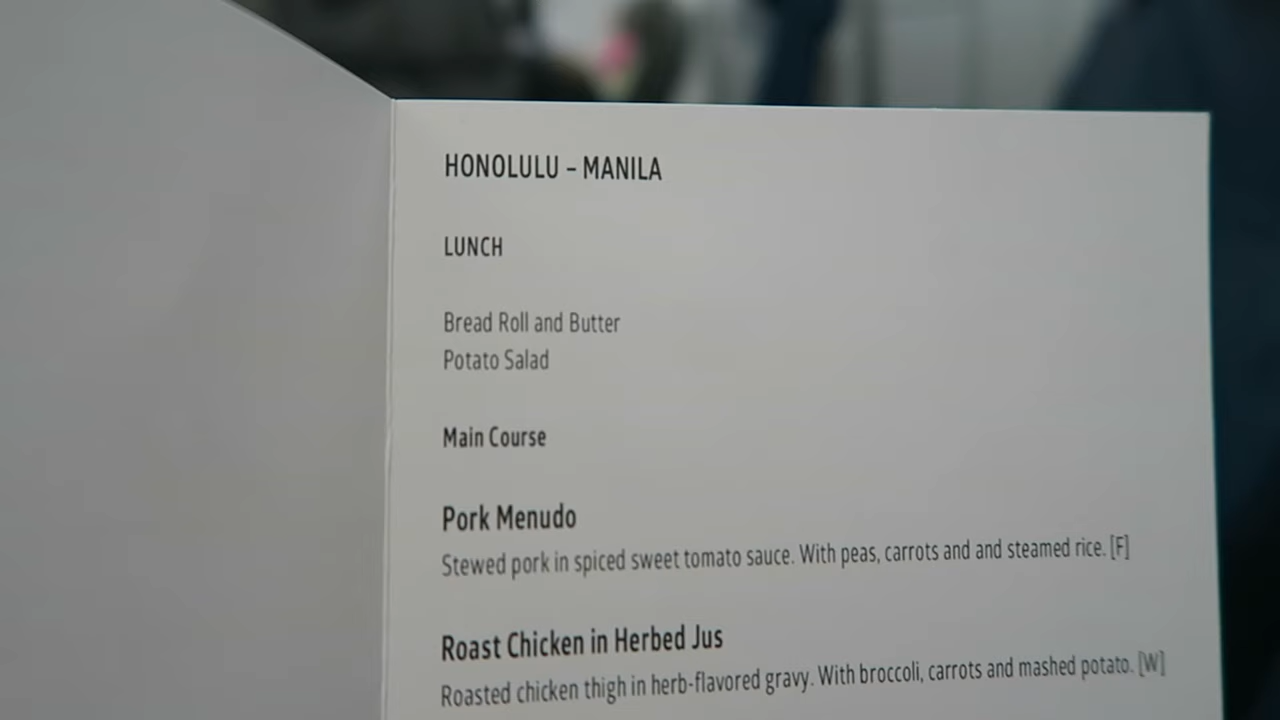 HONOLULU – MANILA
LUNCH
Bread Roll and Butter
Potato Salad
Main Course
Pork Menudo
Stewed pork in spiced sweet tomato sauce. With peas, carrots and and steamed rice. [F]
Roast Chicken in Herbed Jus
Roasted chicken thigh in herb-flavored gravy. With broccoli, carrots and mashed potato. [W]